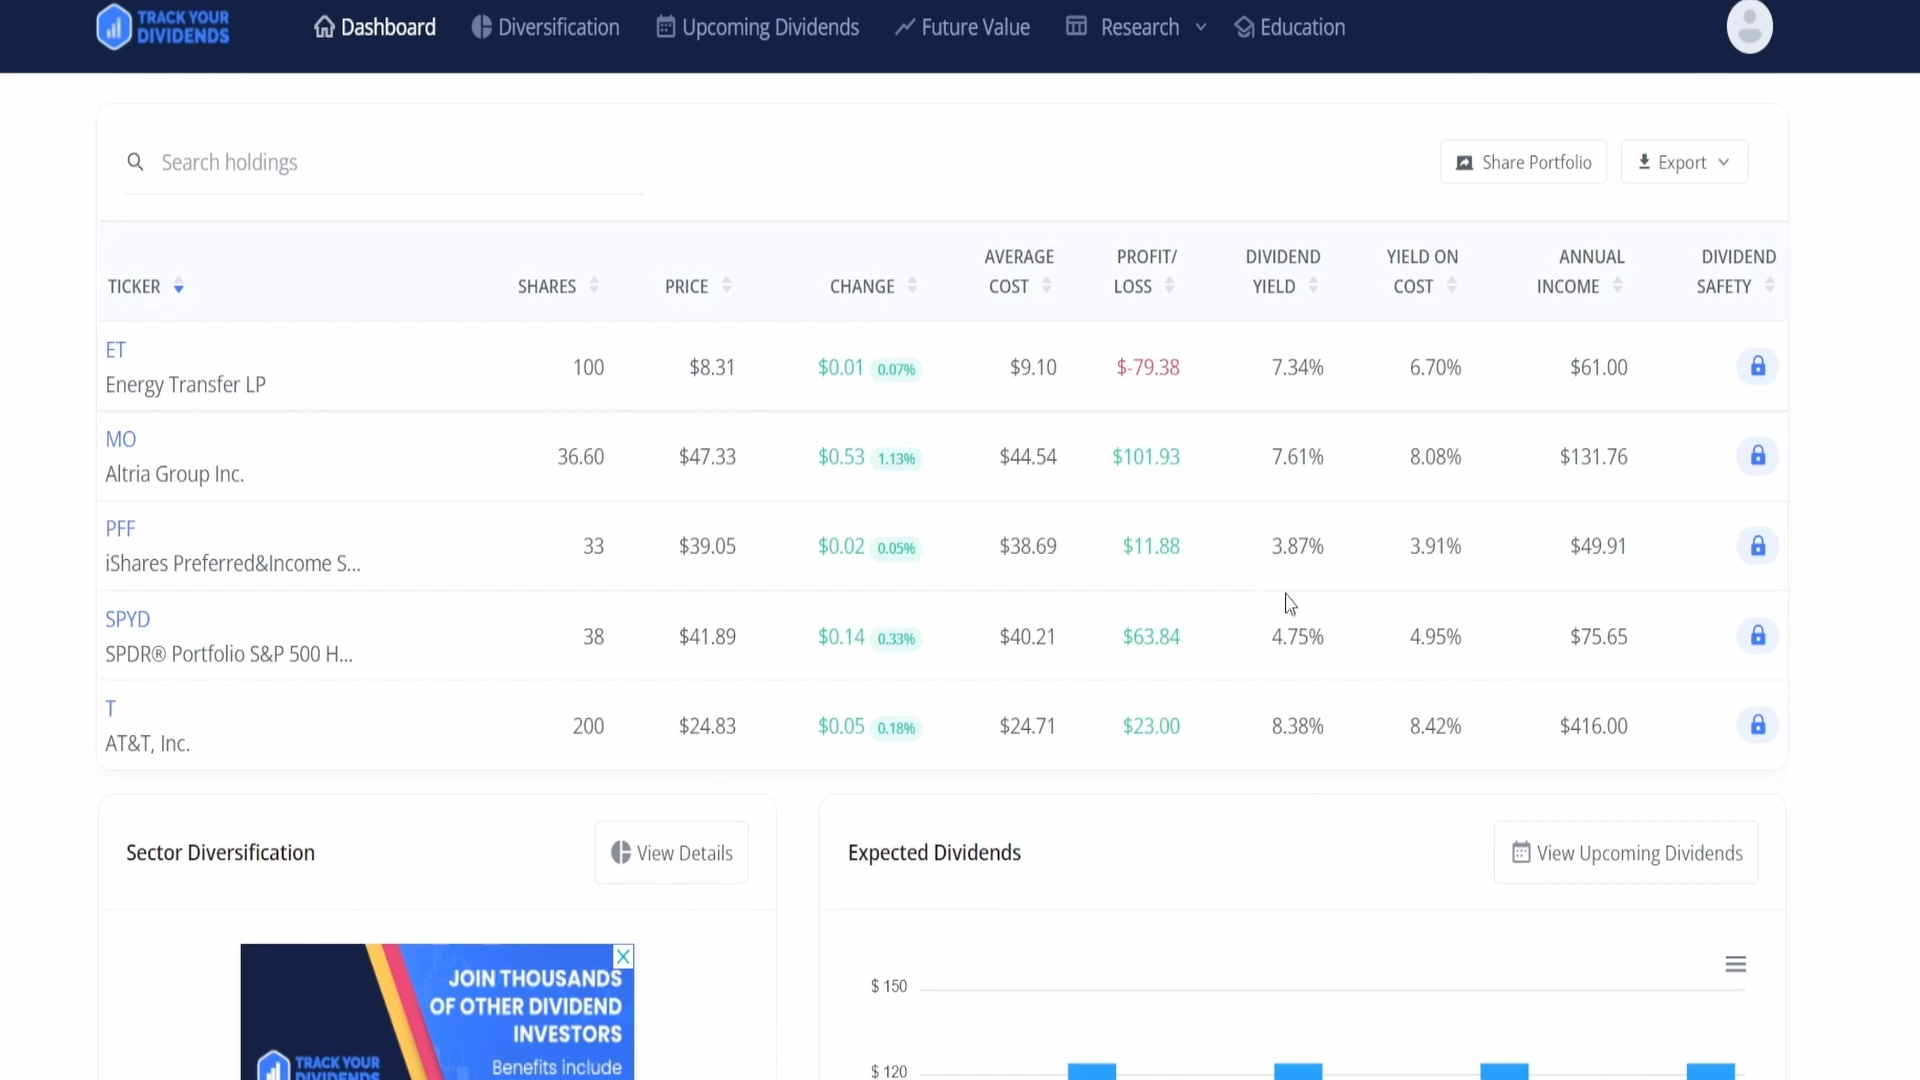 TRACK YOUR
DIVIDENDS
Dashboard
Diversification
Upcoming Dividends
Future Value
Research
Education
Search holdings
Share Portfolio
Export
TICKER
SHARES
PRICE
CHANGE
AVERAGE
COST
PROFIT/
LOSS
DIVIDEND
YIELD
YIELD ON
COST
ANNUAL
INCOME
DIVIDEND
SAFETY
ET
Energy Transfer LP
100 $8.31 $0.01 0.07% $9.10 $-79.38 7.34% 6.70% $61.00
MO
Altria Group Inc.
36.60 $47.33 $0.53 1.13% $44.54 $101.93 7.61% 8.08% $131.76
PFF
iShares Preferred&Income S...
33 $39.05 $0.02 0.05% $38.69 $11.88 3.87% 3.91% $49.91
SPYD
SPDR® Portfolio S&P 500 H...
38 $41.89 $0.14 0.33% $40.21 $63.84 4.75% 4.95% $75.65
T
AT&T, Inc.
200 $24.83 $0.05 0.18% $24.71 $23.00 8.38% 8.42% $416.00
Sector Diversification
View Details
JOIN THOUSANDS
OF OTHER DIVIDEND
INVESTORS
Benefits include
TRACK YOUR
DIVIDENDS
Expected Dividends
View Upcoming Dividends
$ 150
$ 120